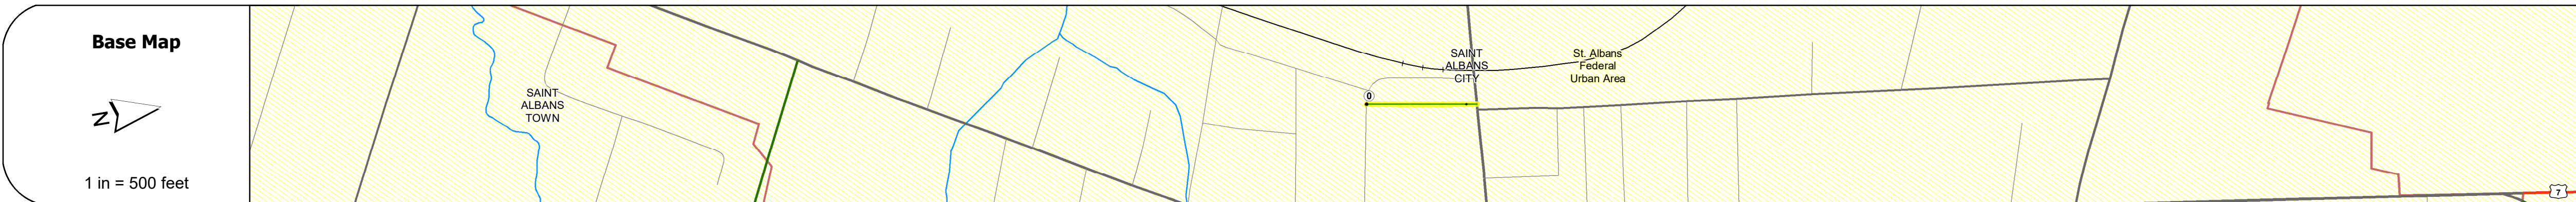 Base Map
N
1 in = 500 feet
SAINT
ALBANS
TOWN
0
SAINT
ALBANS
CITY
St. Albans
Federal
Urban Area
7